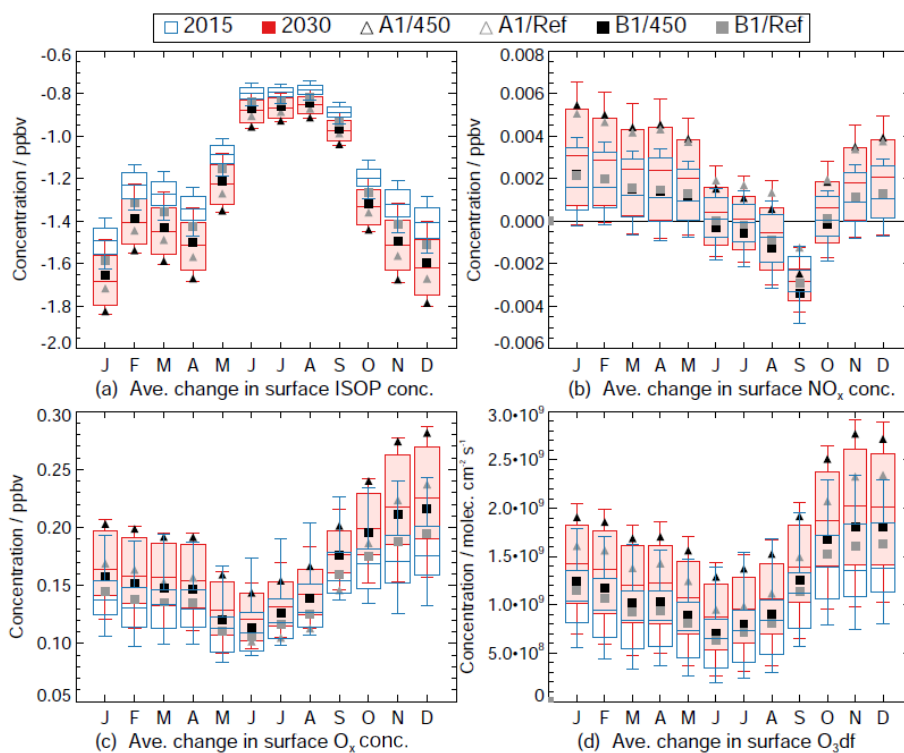 2015 2030 A1/450 A1/Ref B1/450 B1/Ref
-0.6
-0.8
-1.0
-1.2
-1.4
-1.6
-1.8
-2.0
Concentration / ppbv
J F M A M J J A S O N D
(a) Ave. change in surface ISOP conc.
0.008
0.006
0.004
0.002
0.000
-0.002
-0.004
-0.006
Concentration / ppbv
J F M A M J J A S O N D
(b) Ave. change in surface NOₓ conc.
0.30
0.25
0.20
0.15
0.10
0.05
Concentration / ppbv
J F M A M J J A S O N D
(c) Ave. change in surface Oₓ conc.
3.0•10⁹
2.5•10⁹
2.0•10⁹
1.5•10⁹
1.0•10⁹
5.0•10⁸
0
Concentration / molec. cm⁻² s⁻¹
J F M A M J J A S O N D
(d) Ave. change in surface O₃df